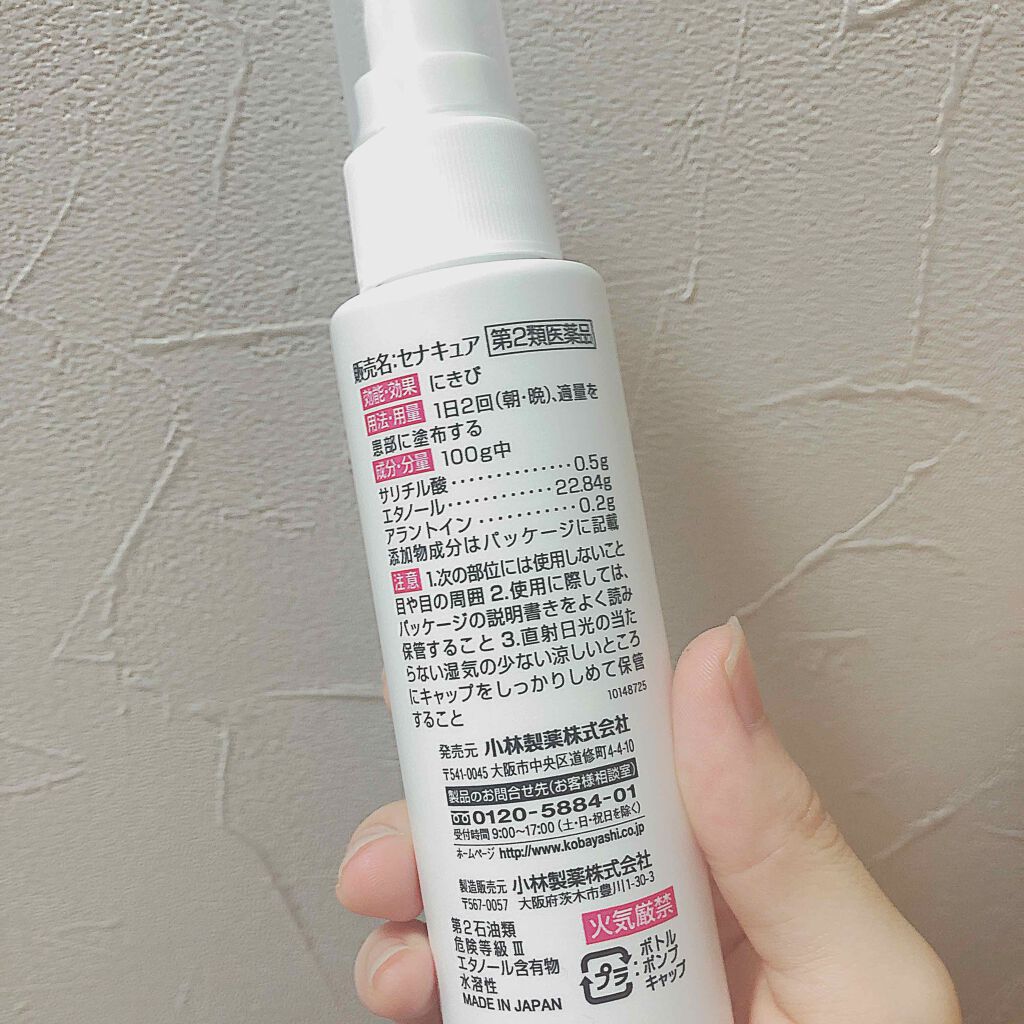 販売名:セナキュア 第2類医薬品
効能・効果 にきび
用法・用量 1日2回(朝・晩)、適量を
患部に塗布する
成分・分量 100g中
サリチル酸・・・・・・・・・・・・0.5g
エタノール・・・・・・・・・・・22.84g
アラントイン・・・・・・・・・・・0.2g
添加物成分はパッケージに記載
注意 1.次の部位には使用しないこと
目や目の周囲 2.使用に際しては、
パッケージの説明書きをよく読み
保管すること 3.直射日光の当た
らない湿気の少ない涼しいところ
にキャップをしっかりしめて保管
すること
10148725
発売元 小林製薬株式会社
〒541-0045 大阪市中央区道修町4-4-10
製品のお問合せ先(お客様相談室)
0120-5884-01
受付時間 9:00~17:00 (土・日・祝日を除く)
ホームページ http://www.kobayashi.co.jp
製造販売元 小林製薬株式会社
〒567-0057 大阪府茨木市豊川1-30-3
火気厳禁
第2石油類
危険等級 Ⅲ
エタノール含有物
水溶性
MADE IN JAPAN
プラ
:ボトル
ポンプ
キャップ